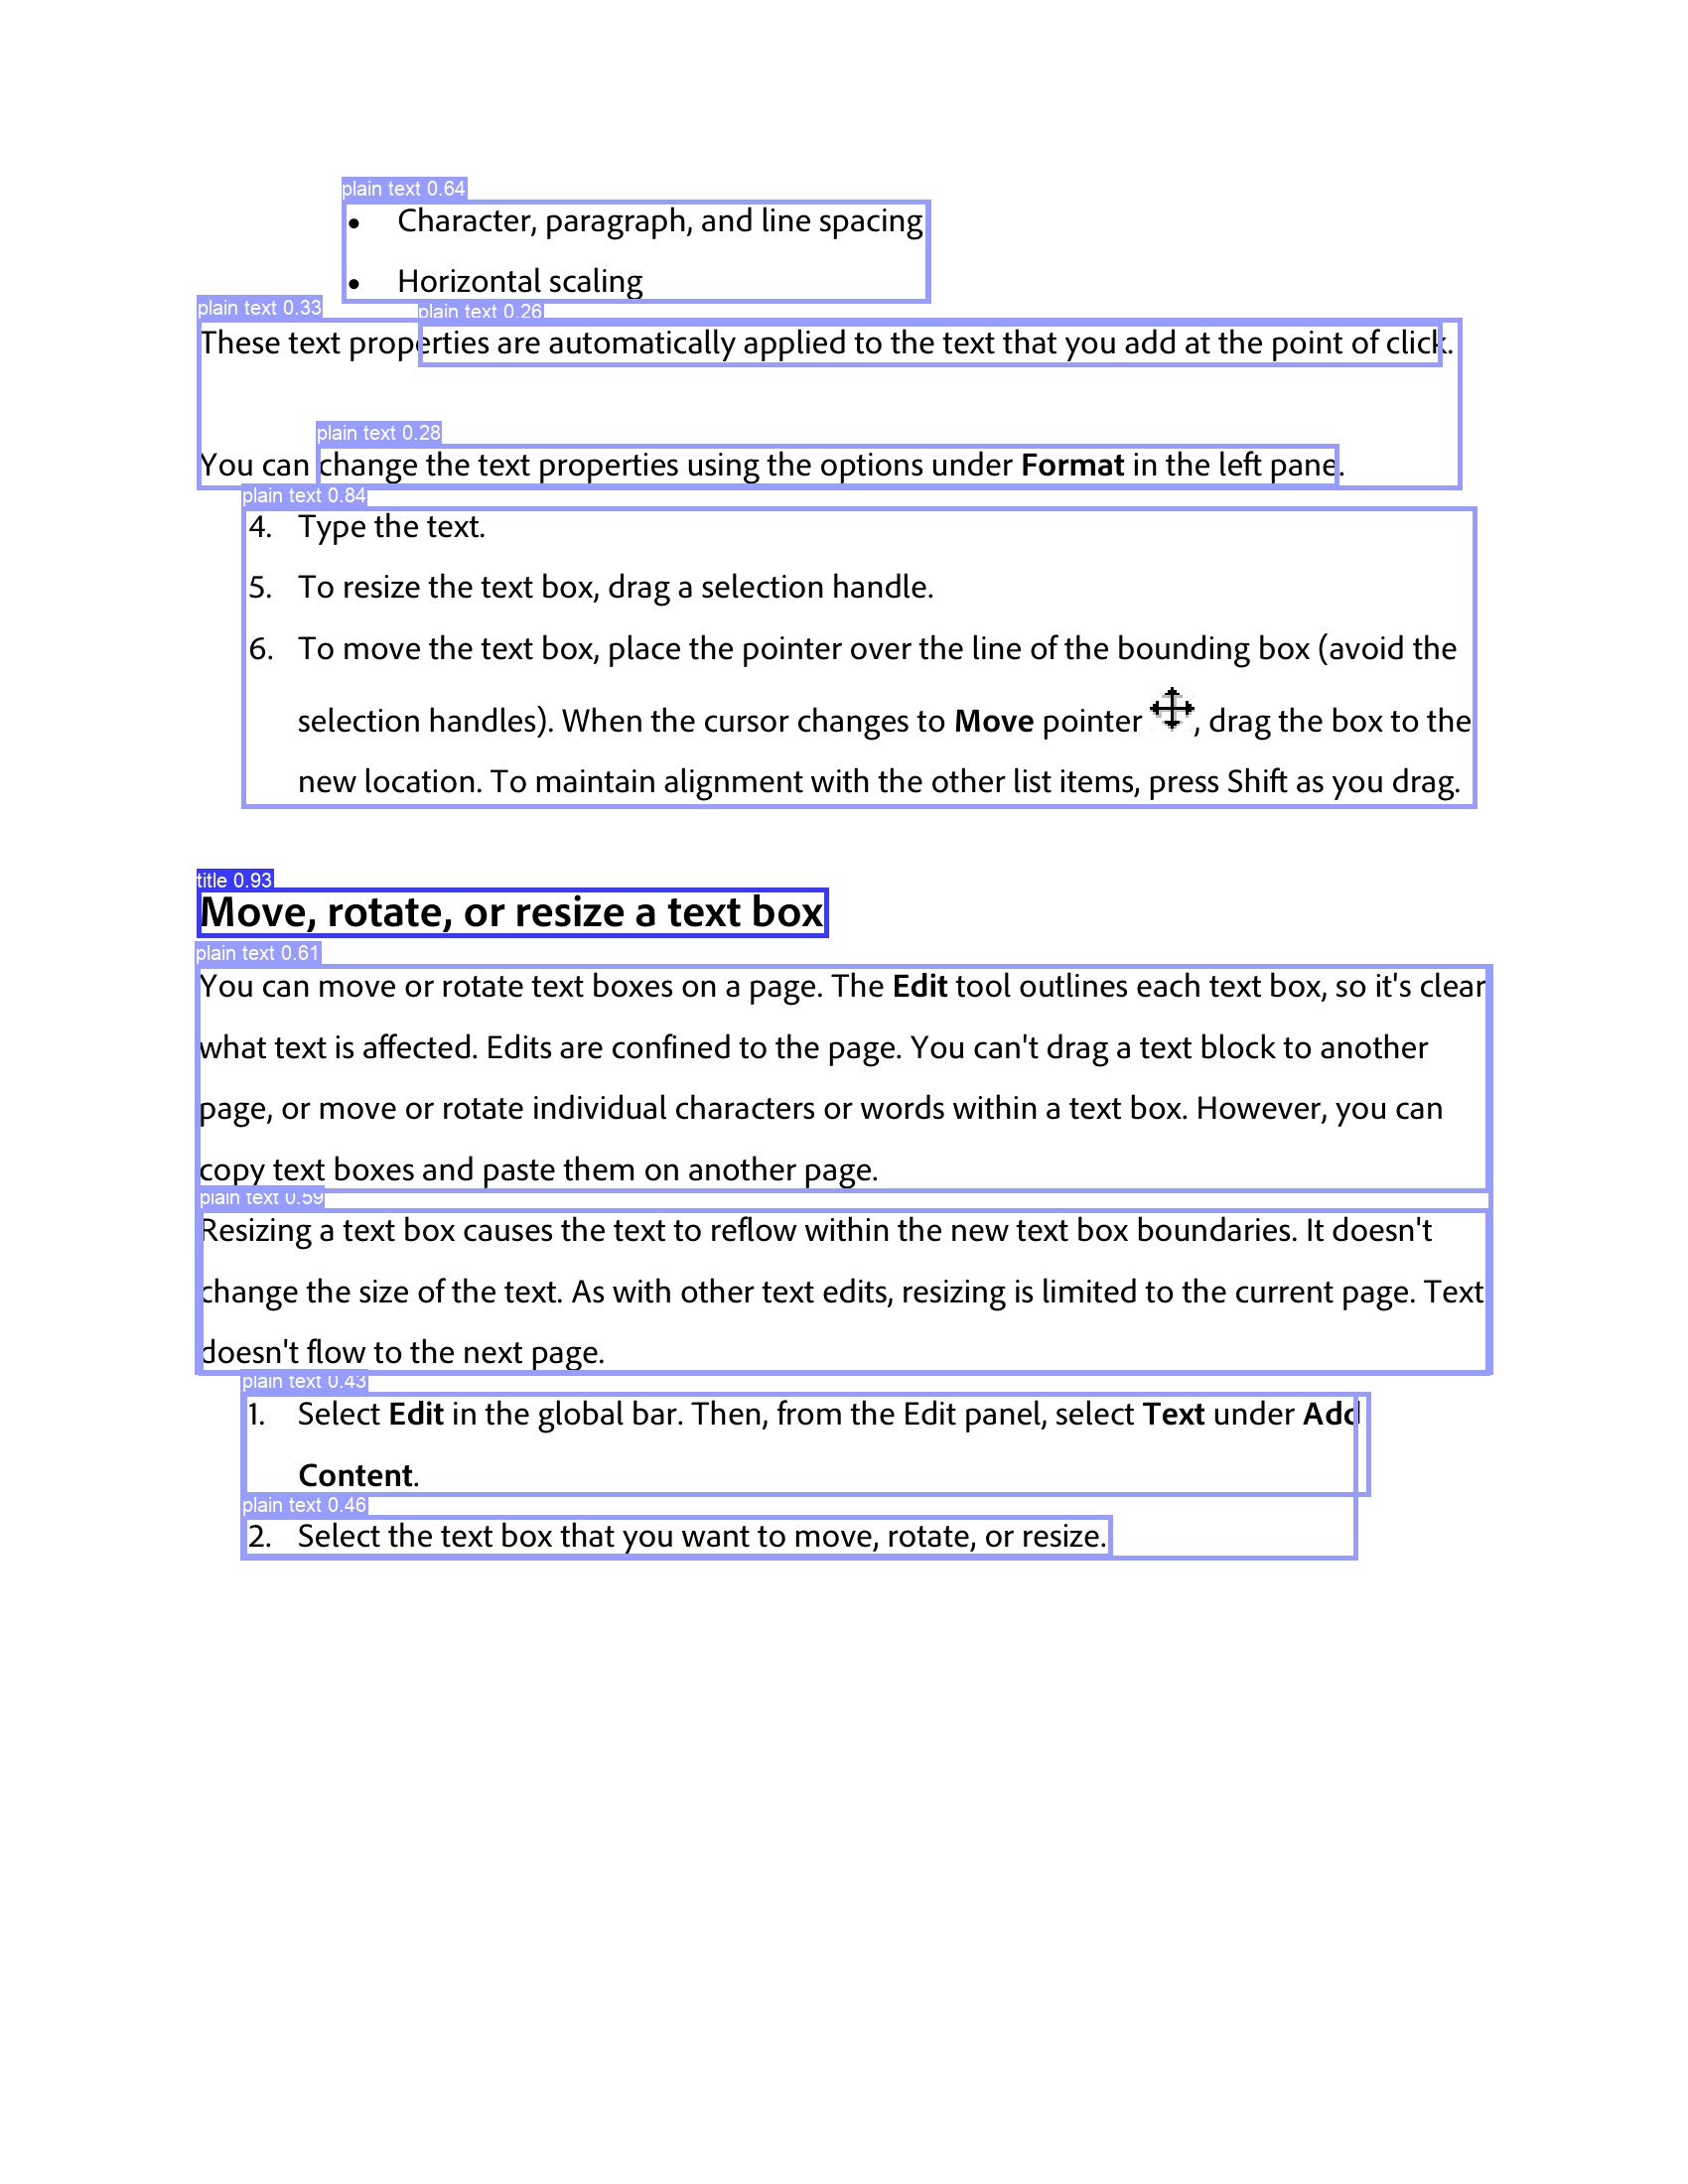 plain text 0.64
• Character, paragraph, and line spacing
• Horizontal scaling
plain text 0.33
plain text 0.26
These text properties are automatically applied to the text that you add at the point of click.
plain text 0.28
You can change the text properties using the options under Format in the left pane.
plain text 0.84
4. Type the text.
5. To resize the text box, drag a selection handle.
6. To move the text box, place the pointer over the line of the bounding box (avoid the
selection handles). When the cursor changes to Move pointer , drag the box to the
new location. To maintain alignment with the other list items, press Shift as you drag.
title 0.93
Move, rotate, or resize a text box
plain text 0.61
You can move or rotate text boxes on a page. The Edit tool outlines each text box, so it's clear
what text is affected. Edits are confined to the page. You can't drag a text block to another
page, or move or rotate individual characters or words within a text box. However, you can
copy text boxes and paste them on another page.
plain text 0.59
Resizing a text box causes the text to reflow within the new text box boundaries. It doesn't
change the size of the text. As with other text edits, resizing is limited to the current page. Text
doesn't flow to the next page.
plain text 0.43
1. Select Edit in the global bar. Then, from the Edit panel, select Text under Add
Content.
plain text 0.46
2. Select the text box that you want to move, rotate, or resize.